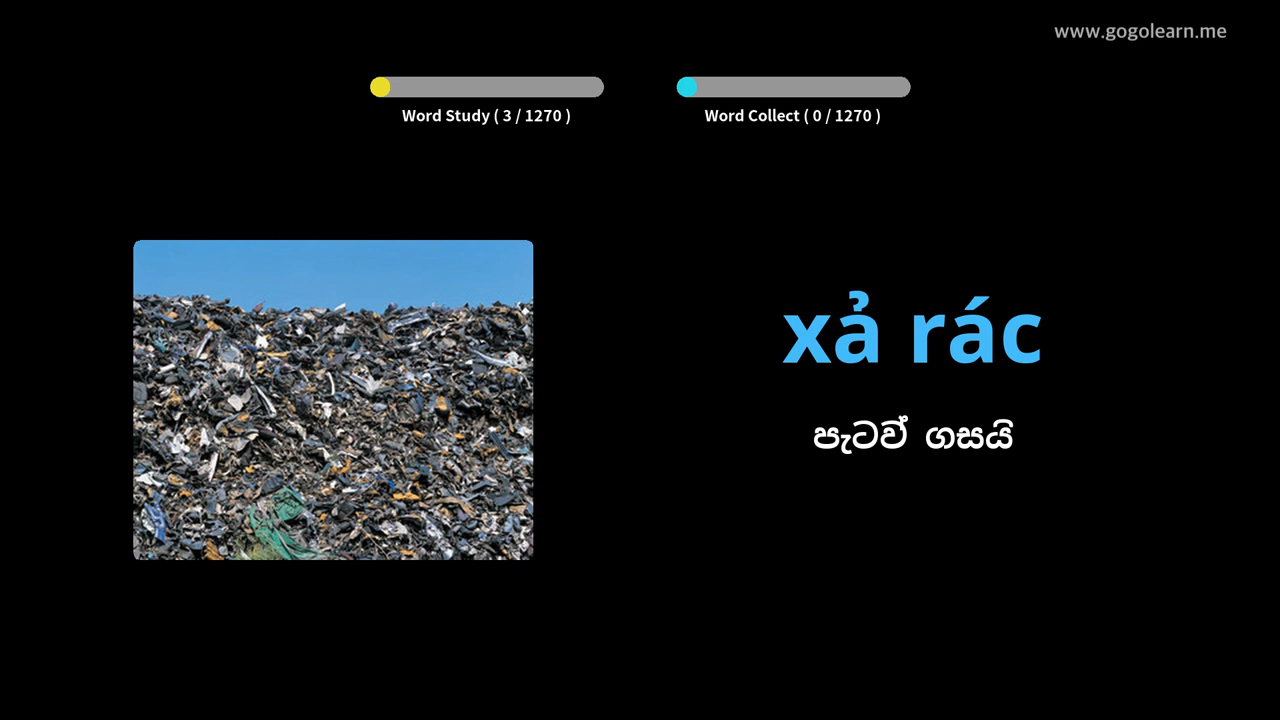 www.gogolearn.me
Word Study ( 3 / 1270 )
Word Collect ( 0 / 1270 )
xả rác
පැටව් ගසයි